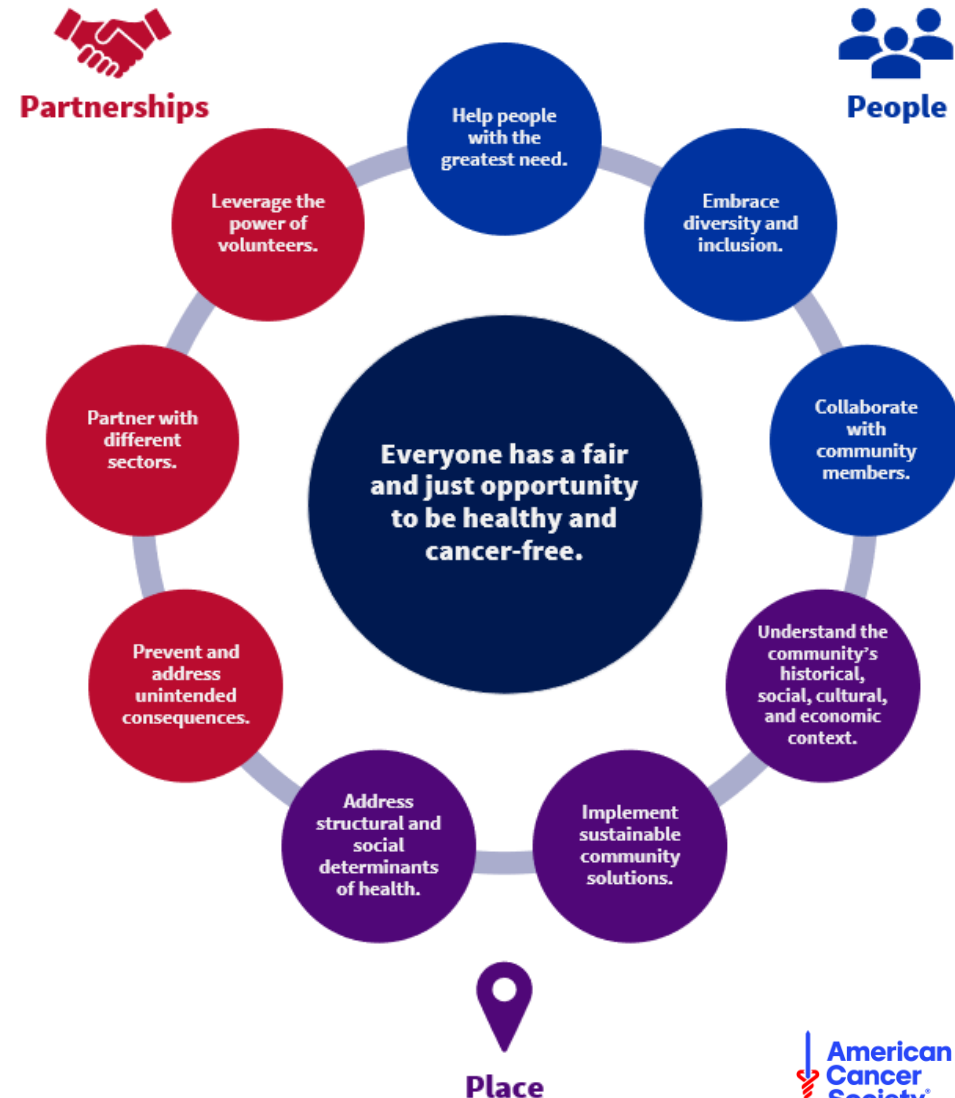 Partnerships
People
Help people
with the
greatest need.
Embrace
diversity and
inclusion.
Collaborate
with
community
members.
Understand the
community’s
historical,
social, cultural,
and economic
context.
Implement
sustainable
community
solutions.
Address
structural and
social
determinants
of health.
Prevent and
address
unintended
consequences.
Partner with
different
sectors.
Leverage the
power of
volunteers.
Everyone has a fair
and just opportunity
to be healthy and
cancer-free.
Place
American
Cancer
Society®